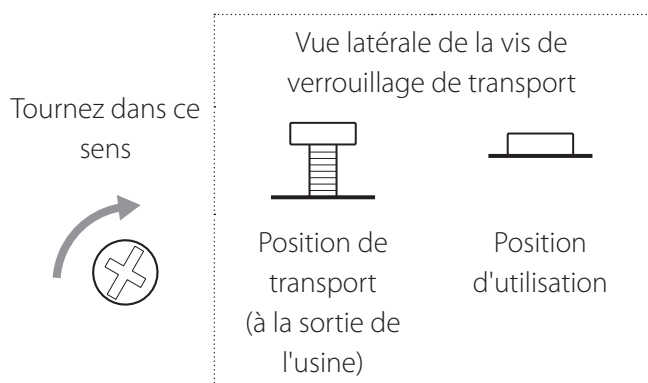 Tournez dans ce
sens
Vue latérale de la vis de
verrouillage de transport
Position de
transport
(à la sortie de
l'usine)
Position
d'utilisation